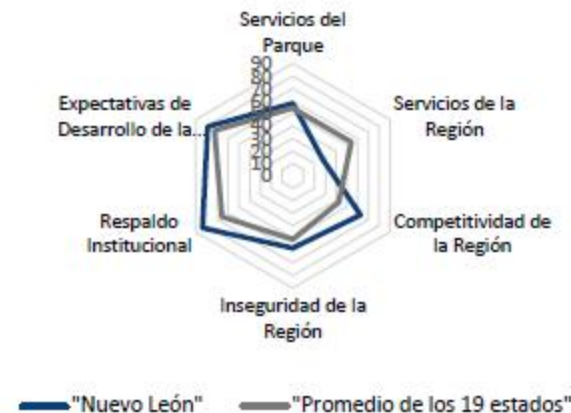 Servicios del
Parque
90
80
70
60
50
40
30
20
10
0
Expectativas de
Desarrollo de la...
Servicios de la
Región
Respaldo
Institucional
Competitividad de
la Región
Inseguridad de la
Región
"Nuevo León"
"Promedio de los 19 estados"